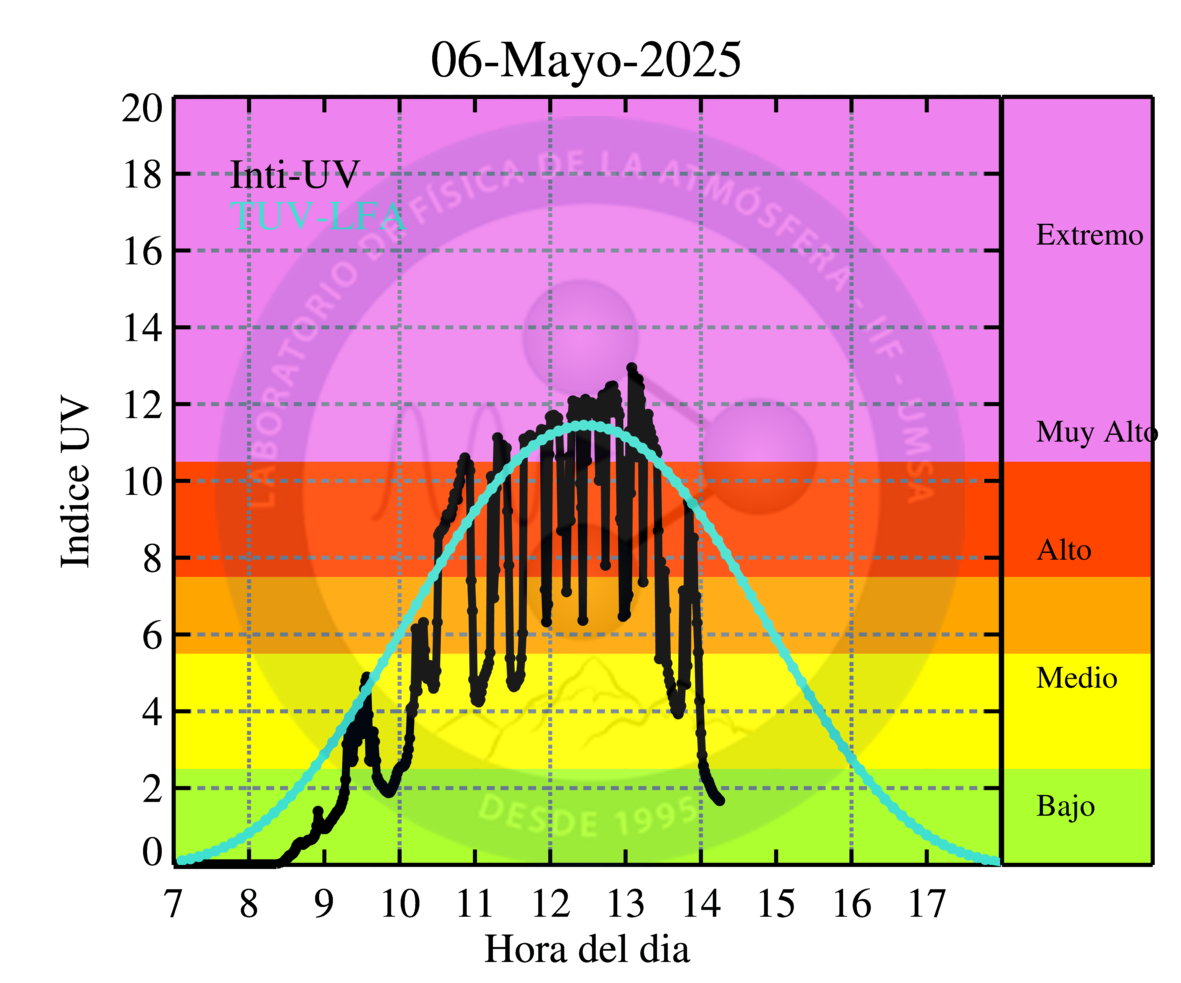 06-Mayo-2025
20
18
16
14
12
10
8
6
4
2
0
Indice UV
Inti-UV
TUV-LFA
LABORATORIO DE FÍSICA DE LA ATMÓSFERA - IIF - UMSA
DESDE 1995
Extremo
Muy Alto
Alto
Medio
Bajo
7 8 9 10 11 12 13 14 15 16 17
Hora del dia